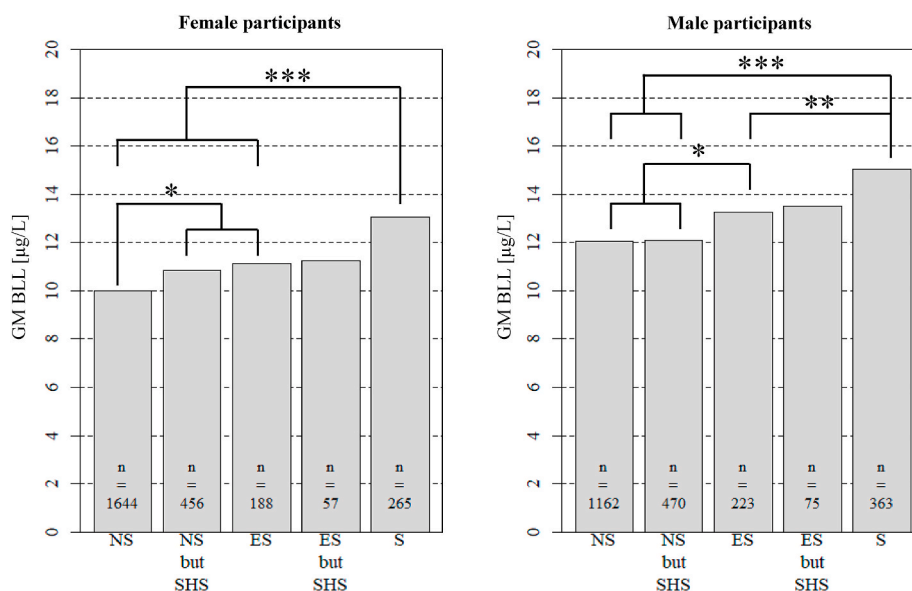 Female participants
***
*
GM BLL [µg/L]
20
18
16
14
12
10
8
6
4
2
0
n
=
1644
n
=
456
n
=
188
n
=
57
n
=
265
NS
NS
but
SHS
ES
ES
but
SHS
S
Male participants
***
**
*
GM BLL [µg/L]
20
18
16
14
12
10
8
6
4
2
0
n
=
1162
n
=
470
n
=
223
n
=
75
n
=
363
NS
NS
but
SHS
ES
ES
but
SHS
S